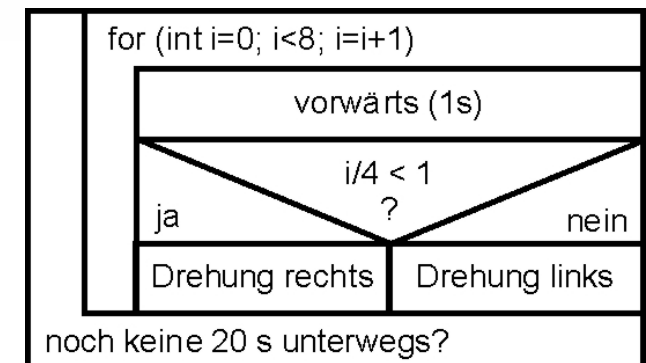 for (int i=0; i<8; i=i+1)
vorwärts (1s)
i/4 < 1
?
ja
nein
Drehung rechts
Drehung links
noch keine 20 s unterwegs?